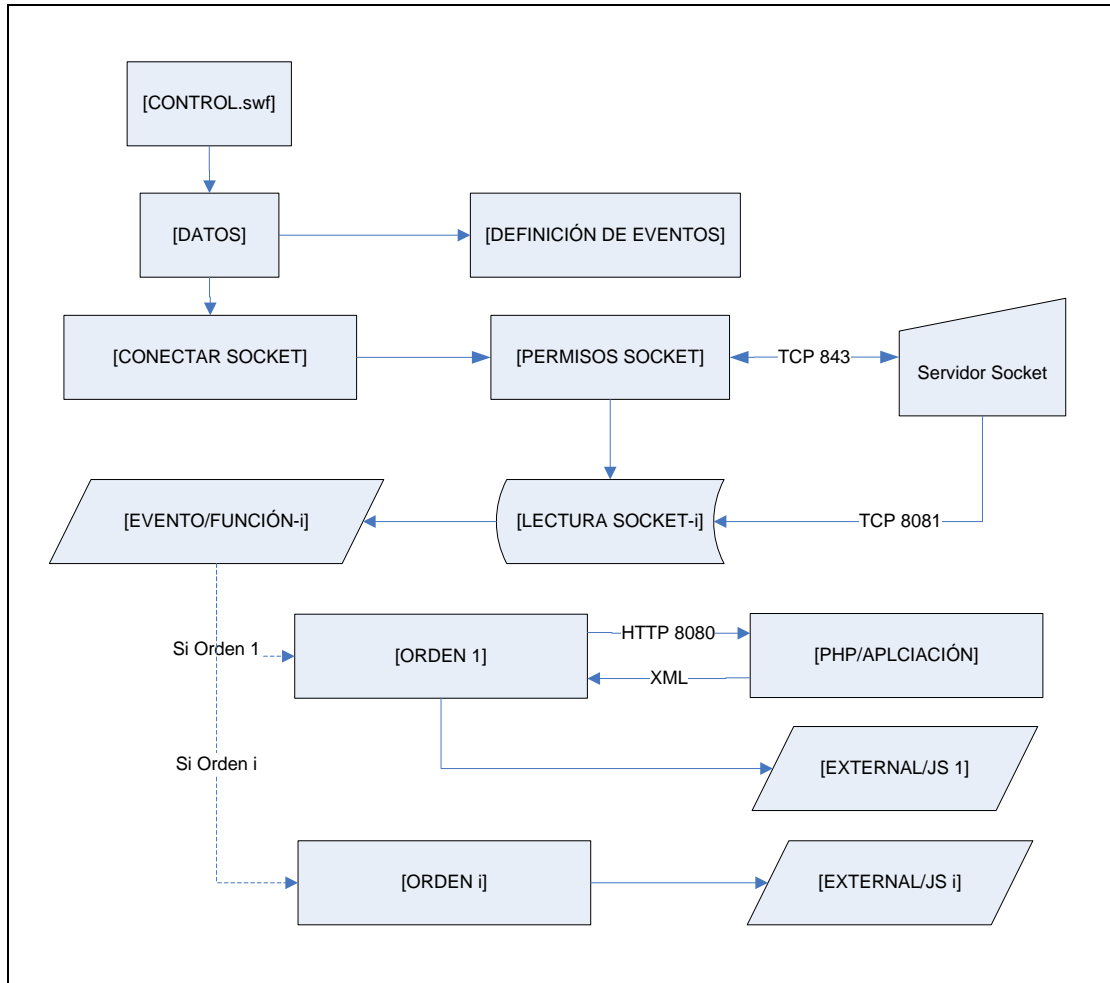 [CONTROL.swf]
[DATOS]
[DEFINICIÓN DE EVENTOS]
[CONECTAR SOCKET]
[PERMISOS SOCKET]
TCP 843
Servidor Socket
[EVENTO/FUNCIÓN-i]
[LECTURA SOCKET-i]
TCP 8081
Si Orden 1
[ORDEN 1]
HTTP 8080
XML
[PHP/APLCIACIÓN]
Si Orden i
[EXTERNAL/JS 1]
[ORDEN i]
[EXTERNAL/JS i]